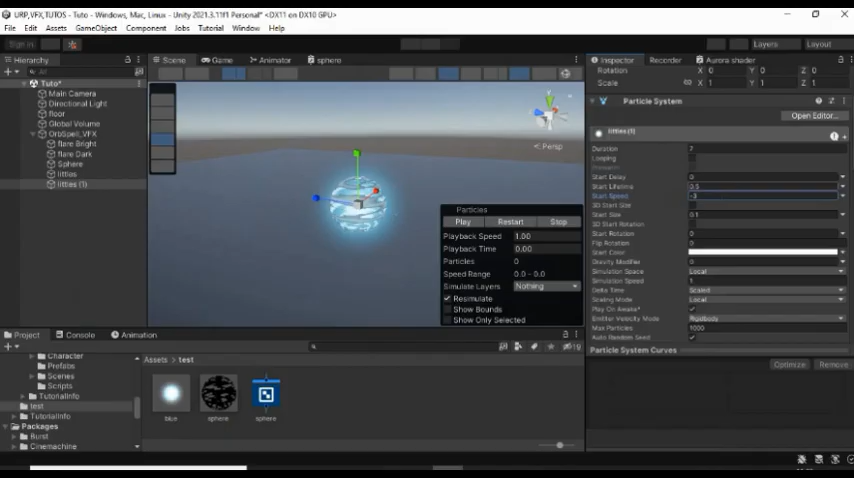 URP,VFX,TUTOS - Tuto - Windows, Mac, Linux - Unity 2021.3.11f1 Personal* <DX11 on DX10 GPU>
File Edit Assets GameObject Component Jobs Tutorial Window Help
Sign in
Layers Layout
Hierarchy
Scene Game Animator sphere
Inspector Recorder Aurora shader
All
Tuto*
Main Camera
Directional Light
floor
Global Volume
OrbSpell_VFX
flare Bright
flare Dark
Sphere
littles
littles (1)
y
Persp
Particles
Play Restart Stop
Playback Speed 1.00
Playback Time 0.00
Particles 0
Speed Range 0.0 - 0.0
Simulate Layers Nothing
Resimulate
Show Bounds
Show Only Selected
Rotation X 0 Y 0 Z 0
Scale X 1 Y 1 Z 1
Particle System
Open Editor...
littles (1)
Duration 2
Looping
Prewarm
Start Delay 0
Start Lifetime 0.5
Start Speed -3
3D Start Size
Start Size 0.1
3D Start Rotation
Start Rotation 0
Flip Rotation 0
Start Color
Gravity Modifier 0
Simulation Space Local
Simulation Speed 1
Delta Time Scaled
Scaling Mode Local
Play On Awake*
Emitter Velocity Mode Rigidbody
Max Particles 1000
Auto Random Seed
Particle System Curves
Optimize Remove
Project Console Animation
19
Character
Prefabs
Scenes
Scripts
TutorialInfo
test
TutorialInfo
Packages
Burst
Cinemachine
Assets > test
blue sphere sphere